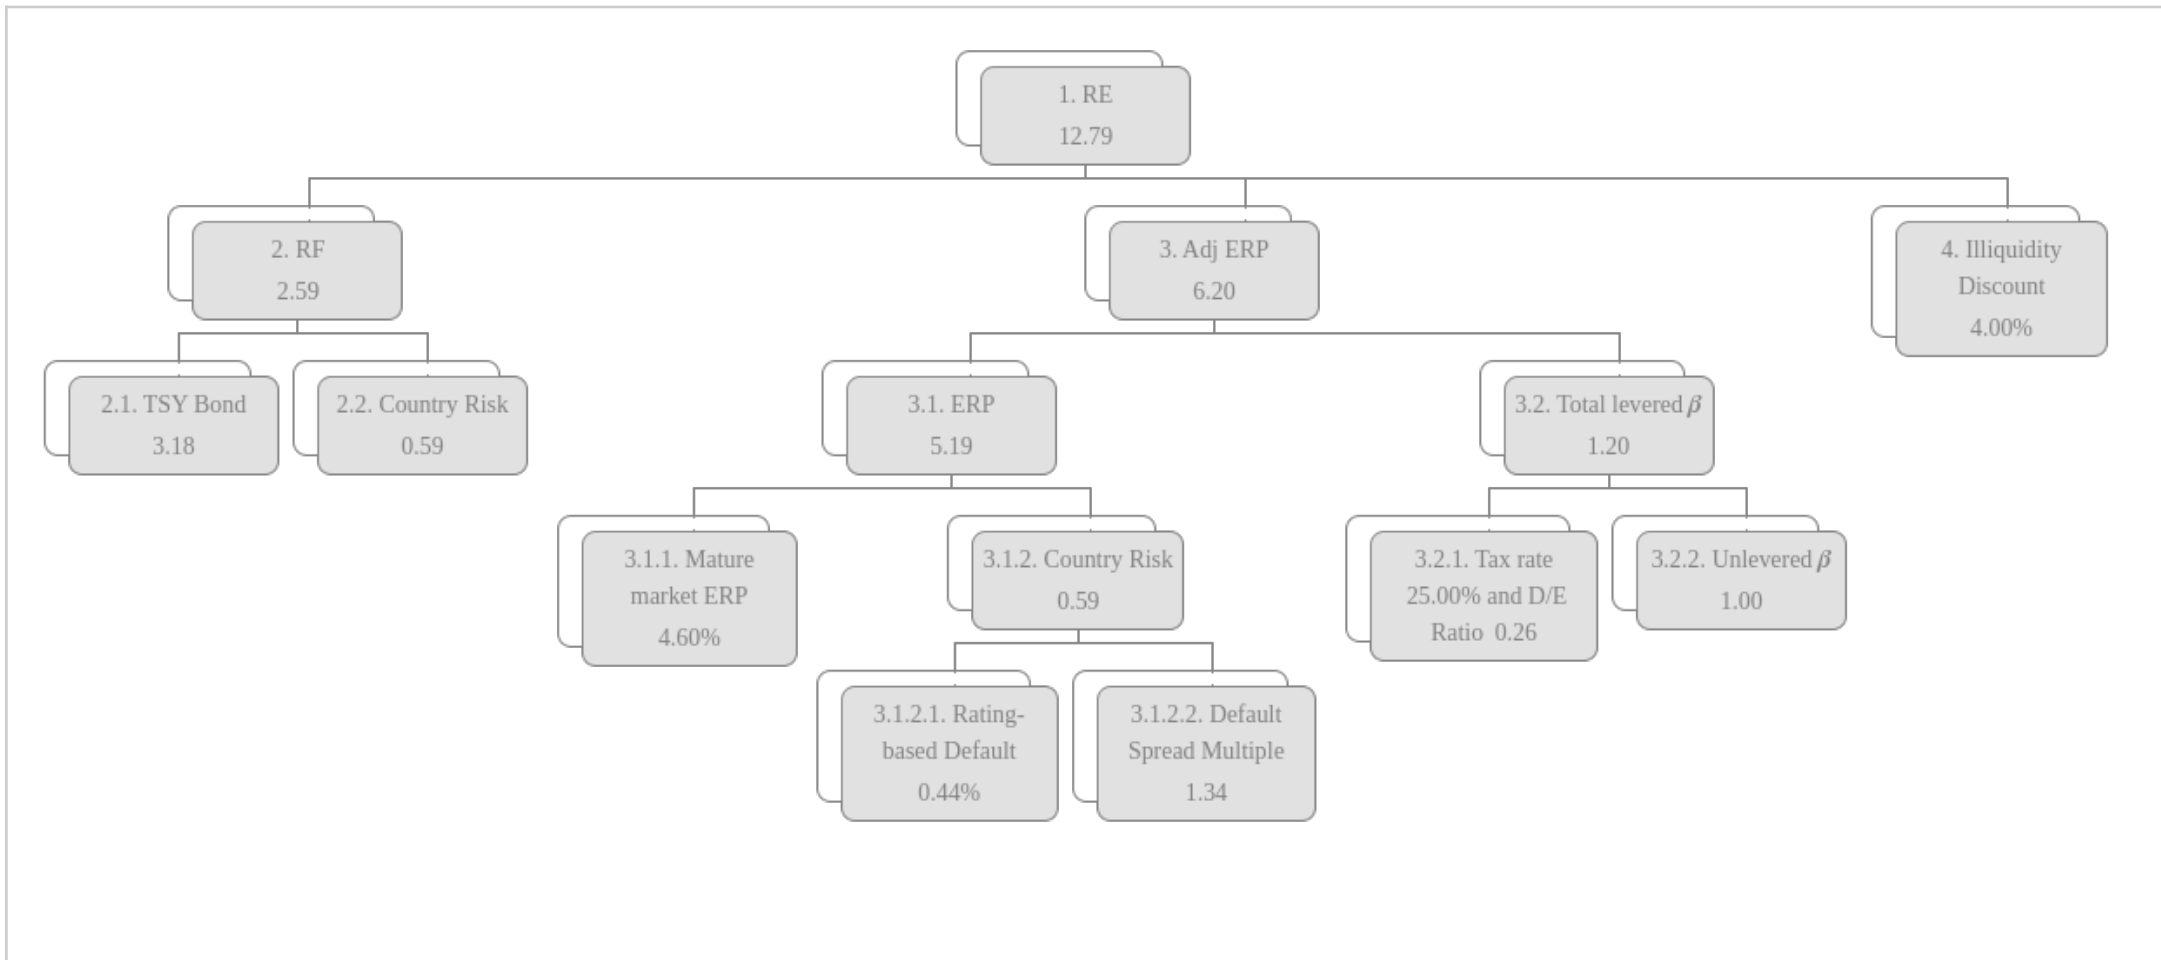 1. RE
12.79
2. RF
2.59
3. Adj ERP
6.20
4. Illiquidity
Discount
4.00%
2.1. TSY Bond
3.18
2.2. Country Risk
0.59
3.1. ERP
5.19
3.2. Total levered β
1.20
3.1.1. Mature
market ERP
4.60%
3.1.2. Country Risk
0.59
3.2.1. Tax rate
25.00% and D/E
Ratio 0.26
3.2.2. Unlevered β
1.00
3.1.2.1. Rating-
based Default
0.44%
3.1.2.2. Default
Spread Multiple
1.34